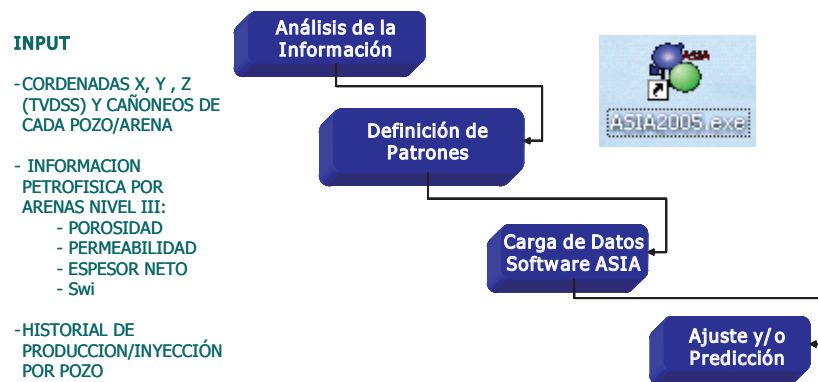 INPUT
-CORDENADAS X, Y , Z
(TVDSS) Y CAÑONEOS DE
CADA POZO/ARENA
- INFORMACION
PETROFISICA POR
ARENAS NIVEL III:
- POROSIDAD
- PERMEABILIDAD
- ESPESOR NETO
- Swi
-HISTORIAL DE
PRODUCCION/INYECCIÓN
POR POZO
Análisis de la
Información
Definición de
Patrones
Carga de Datos
Software ASIA
Ajuste y/o
Predicción
ASIA
ASIA2005.exe